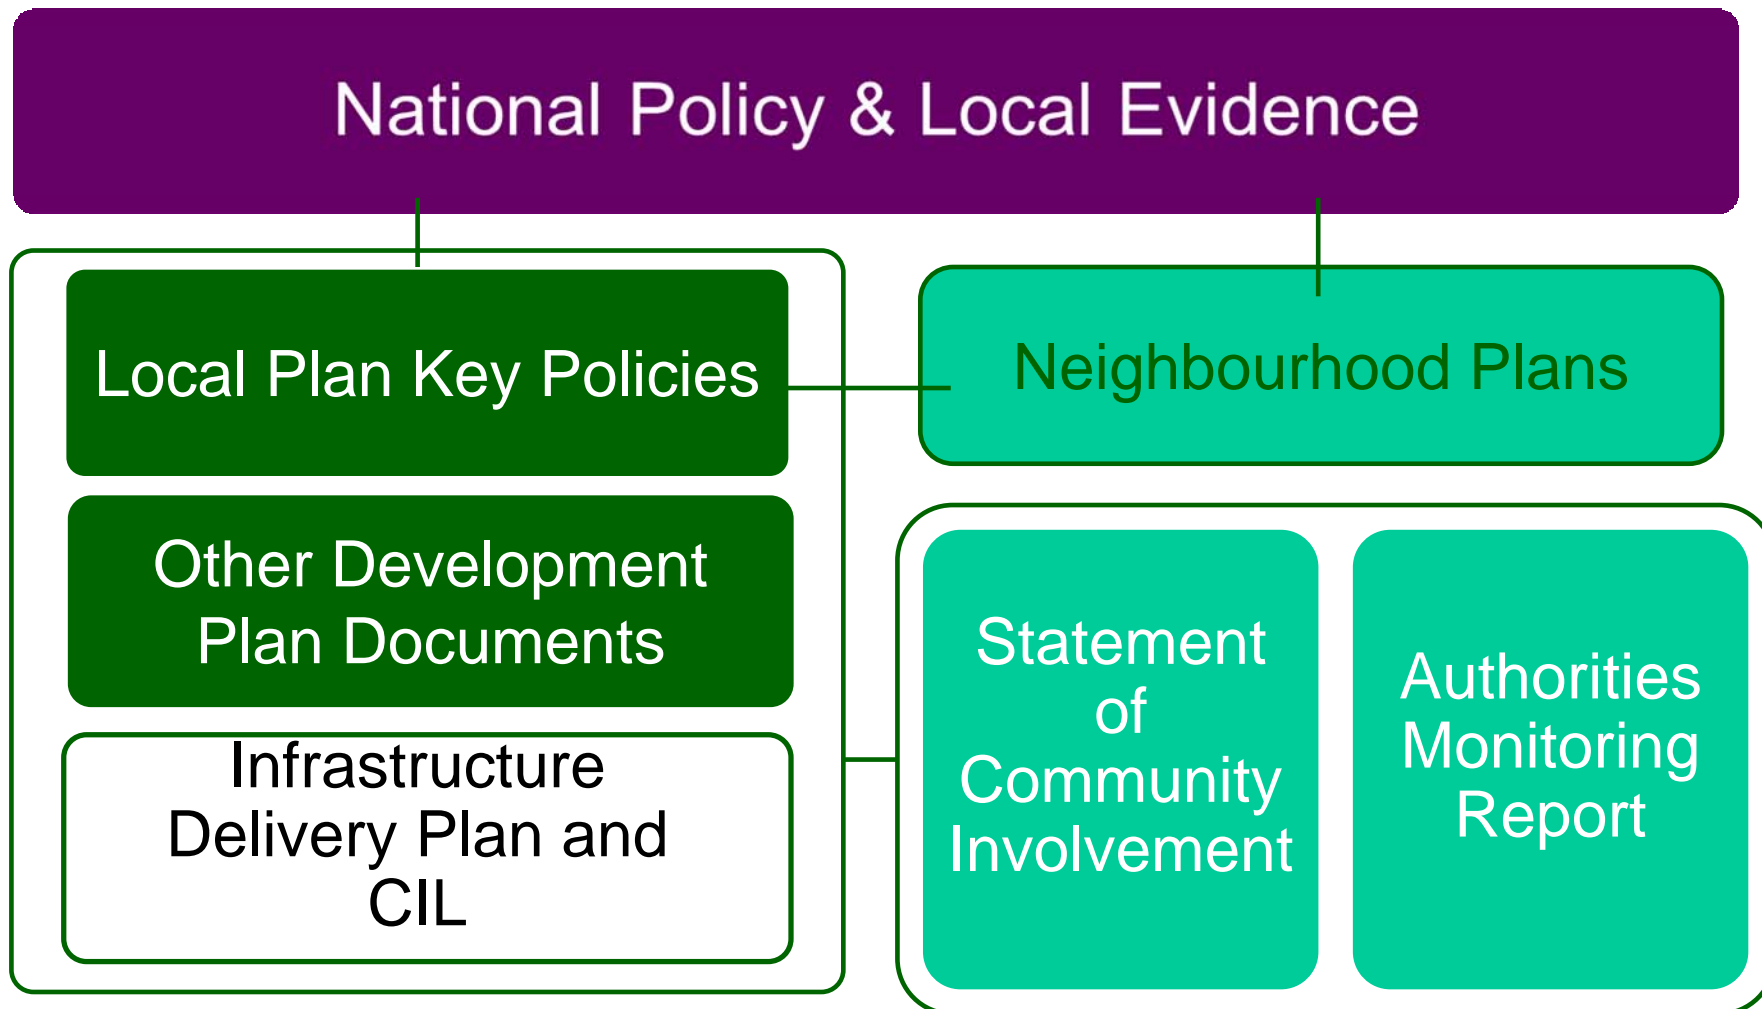 National Policy & Local Evidence
Local Plan Key Policies
Neighbourhood Plans
Other Development
Plan Documents
Infrastructure
Delivery Plan and
CIL
Statement
of
Community
Involvement
Authorities
Monitoring
Report